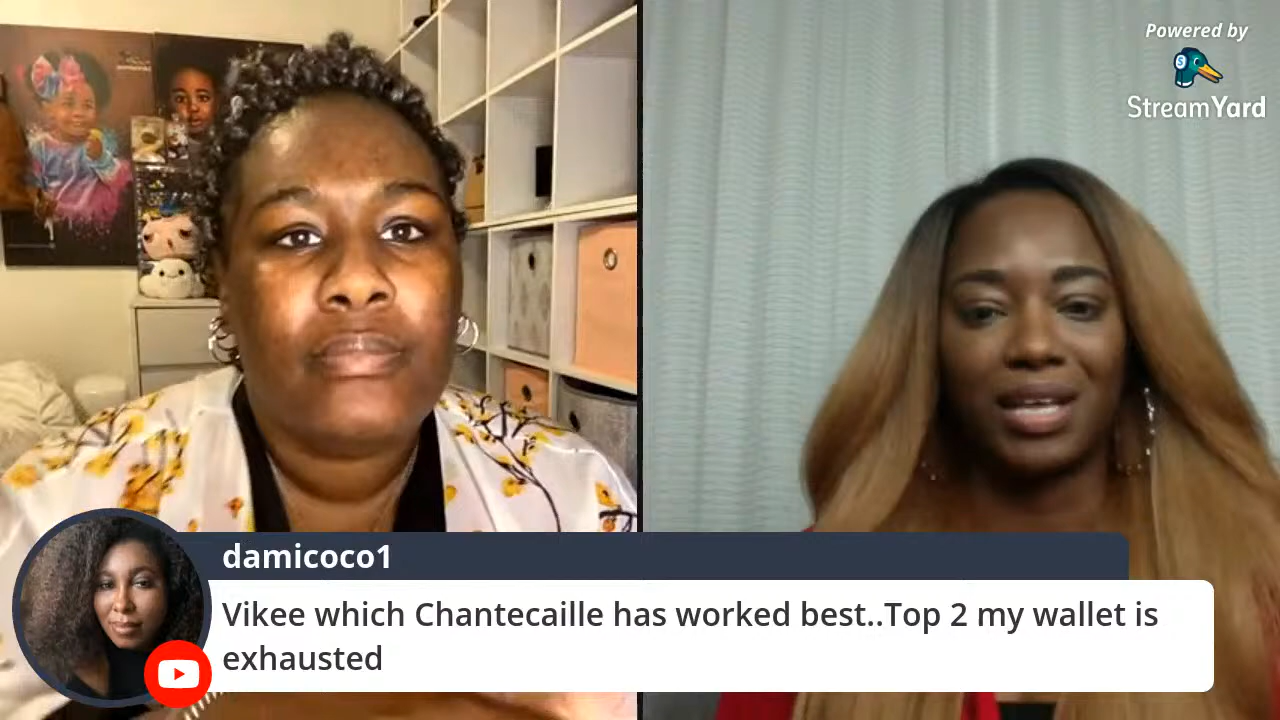 Powered by
StreamYard
damicoco1
Vikee which Chantecaille has worked best..Top 2 my wallet is
exhausted